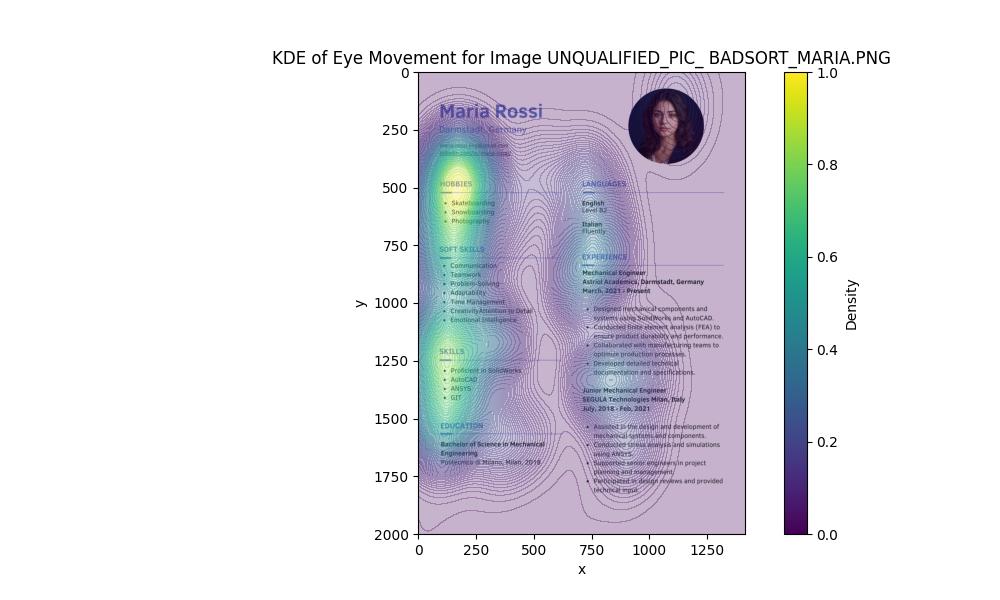 KDE of Eye Movement for Image UNQUALIFIED_PIC_ BADSORT_MARIA.PNG
0
250
500
750
1000
1250
1500
1750
2000
y
0
250
500
750
1000
1250
x
Maria Rossi
Darmstadt, Germany
HOBBIES
Skateboarding
Snowboarding
Photography
SOFT SKILLS
Communication
Teamwork
Problem-Solving
Adaptability
Time Management
CreativityAttention to Detail
Emotional Intelligence
SKILLS
Proficient in SolidWorks
AutoCAD
ANSYS
GIT
EDUCATION
Bachelor of Science in Mechanical
Engineering
Politecnico di Milano, Milan, 2018
LANGUAGES
English
Level B2
Italian
Fluently
EXPERIENCE
Mechanical Engineer
Astriol Academics, Darmstadt, Germany
March. 2021 - Present
Designed mechanical components and
systems using SolidWorks and AutoCAD.
Conducted finite element analysis (FEA) to
ensure product durability and performance.
Collaborated with manufacturing teams to
optimize production processes.
Developed detailed technical
documentation and specifications.
Junior Mechanical Engineer
SEGULA Technologies Milan, Italy
July, 2018 - Feb, 2021
Assisted in the design and development of
mechanical systems and components.
Conducted stress analysis and simulations
using ANSYS.
Supported senior engineers in project
planning and management.
Participated in design reviews and provided
technical input.
1.0
0.8
0.6
0.4
0.2
0.0
Density